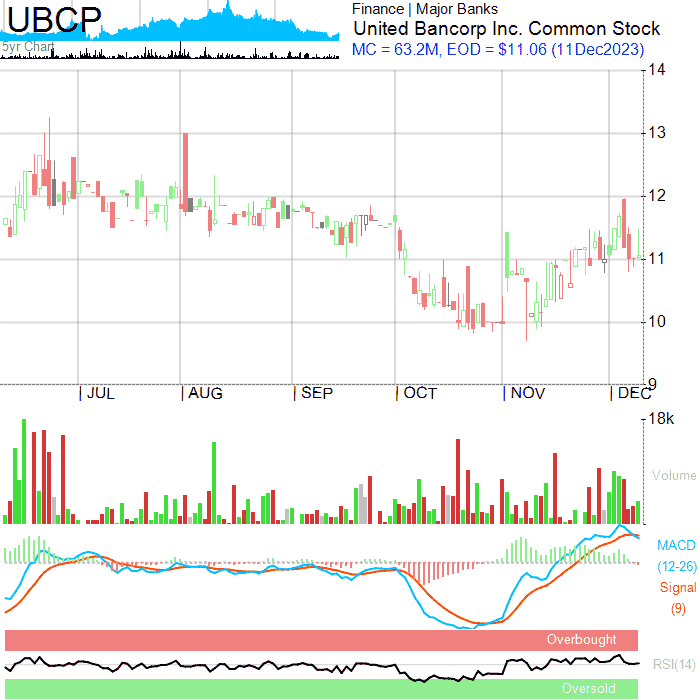 UBCP
5yr Chart
Finance | Major Banks
United Bancorp Inc. Common Stock
MC = 63.2M, EOD = $11.06 (11Dec2023)
14
13
12
11
10
9
| JUL | AUG | SEP | OCT | NOV | DEC
18k
Volume
MACD
(12-26)
Signal
(9)
Overbought
RSI(14)
Oversold